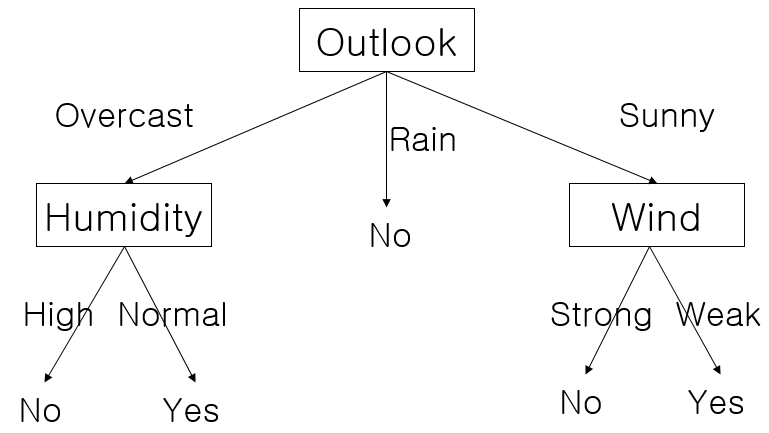 Outlook
Overcast
Rain
Sunny
Humidity
No
Wind
High Normal
Strong Weak
No
Yes
No
Yes